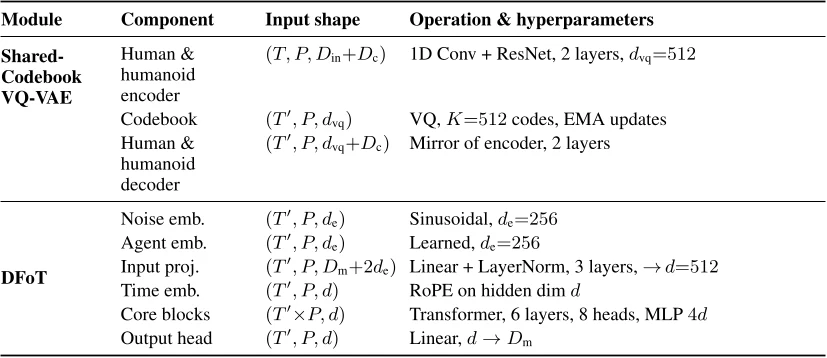 Module Component Input shape Operation & hyperparameters
Shared- Human & (T, P, D_in+D_c) 1D Conv + ResNet, 2 layers, d_vq=512
Codebook humanoid
VQ-VAE encoder
Codebook (T′, P, d_vq) VQ, K=512 codes, EMA updates
Human & (T′, P, d_vq+D_c) Mirror of encoder, 2 layers
humanoid
decoder
Noise emb. (T′, P, d_e) Sinusoidal, d_e=256
Agent emb. (T′, P, d_e) Learned, d_e=256
Input proj. (T′, P, D_m+2d_e) Linear + LayerNorm, 3 layers, →d=512
DFoT
Time emb. (T′, P, d) RoPE on hidden dim d
Core blocks (T′×P, d) Transformer, 6 layers, 8 heads, MLP 4d
Output head (T′, P, d) Linear, d → D_m